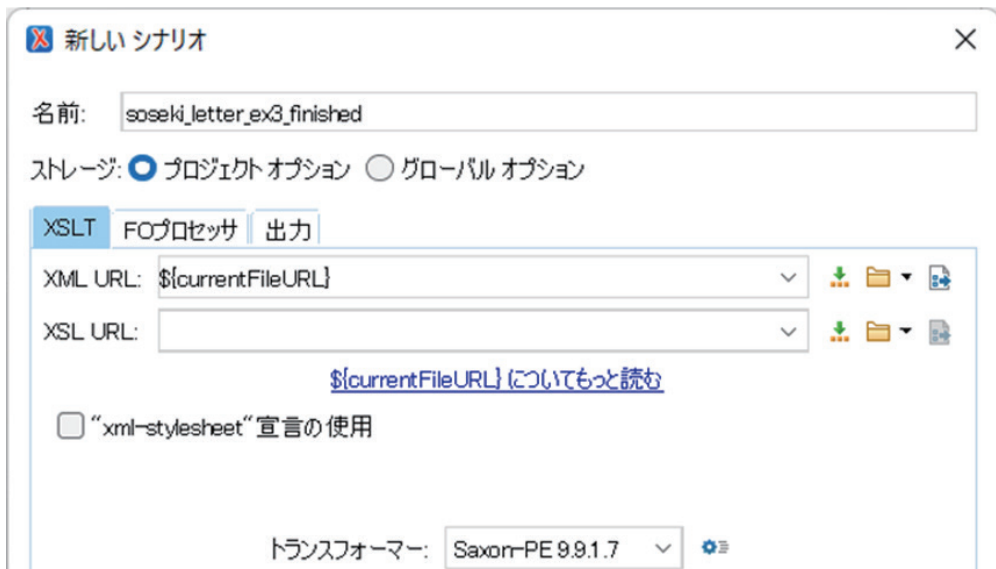 新しい シナリオ
名前: soseki_letter_ex3_finished
ストレージ: プロジェクト オプション グローバル オプション
XSLT FOプロセッサ 出力
XML URL: ${currentFileURL}
XSL URL:
${currentFileURL} についてもっと読む
“xml-stylesheet“宣言の使用
トランスフォーマー: Saxon-PE 9.9.1.7